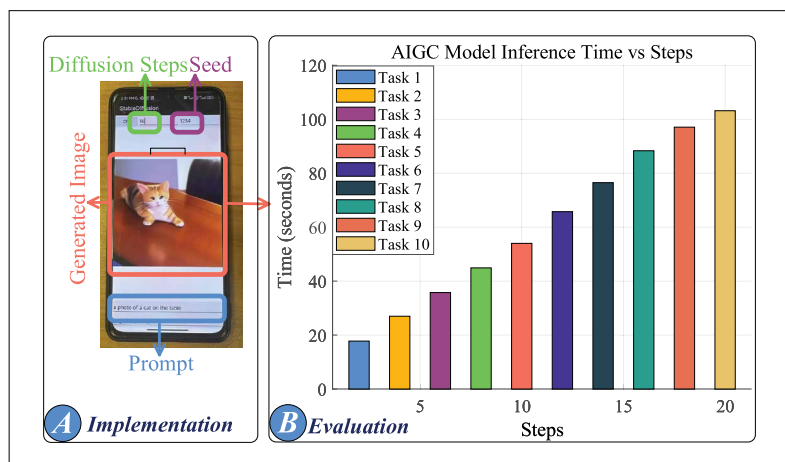 Diffusion Steps Seed
StableDiffusion
1234
Generated Image
a photo of a cat on the table
Prompt
A Implementation
AIGC Model Inference Time vs Steps
120
100
80
60
40
20
0
Time (seconds)
Task 1
Task 2
Task 3
Task 4
Task 5
Task 6
Task 7
Task 8
Task 9
Task 10
5 10 15 20
Steps
B Evaluation